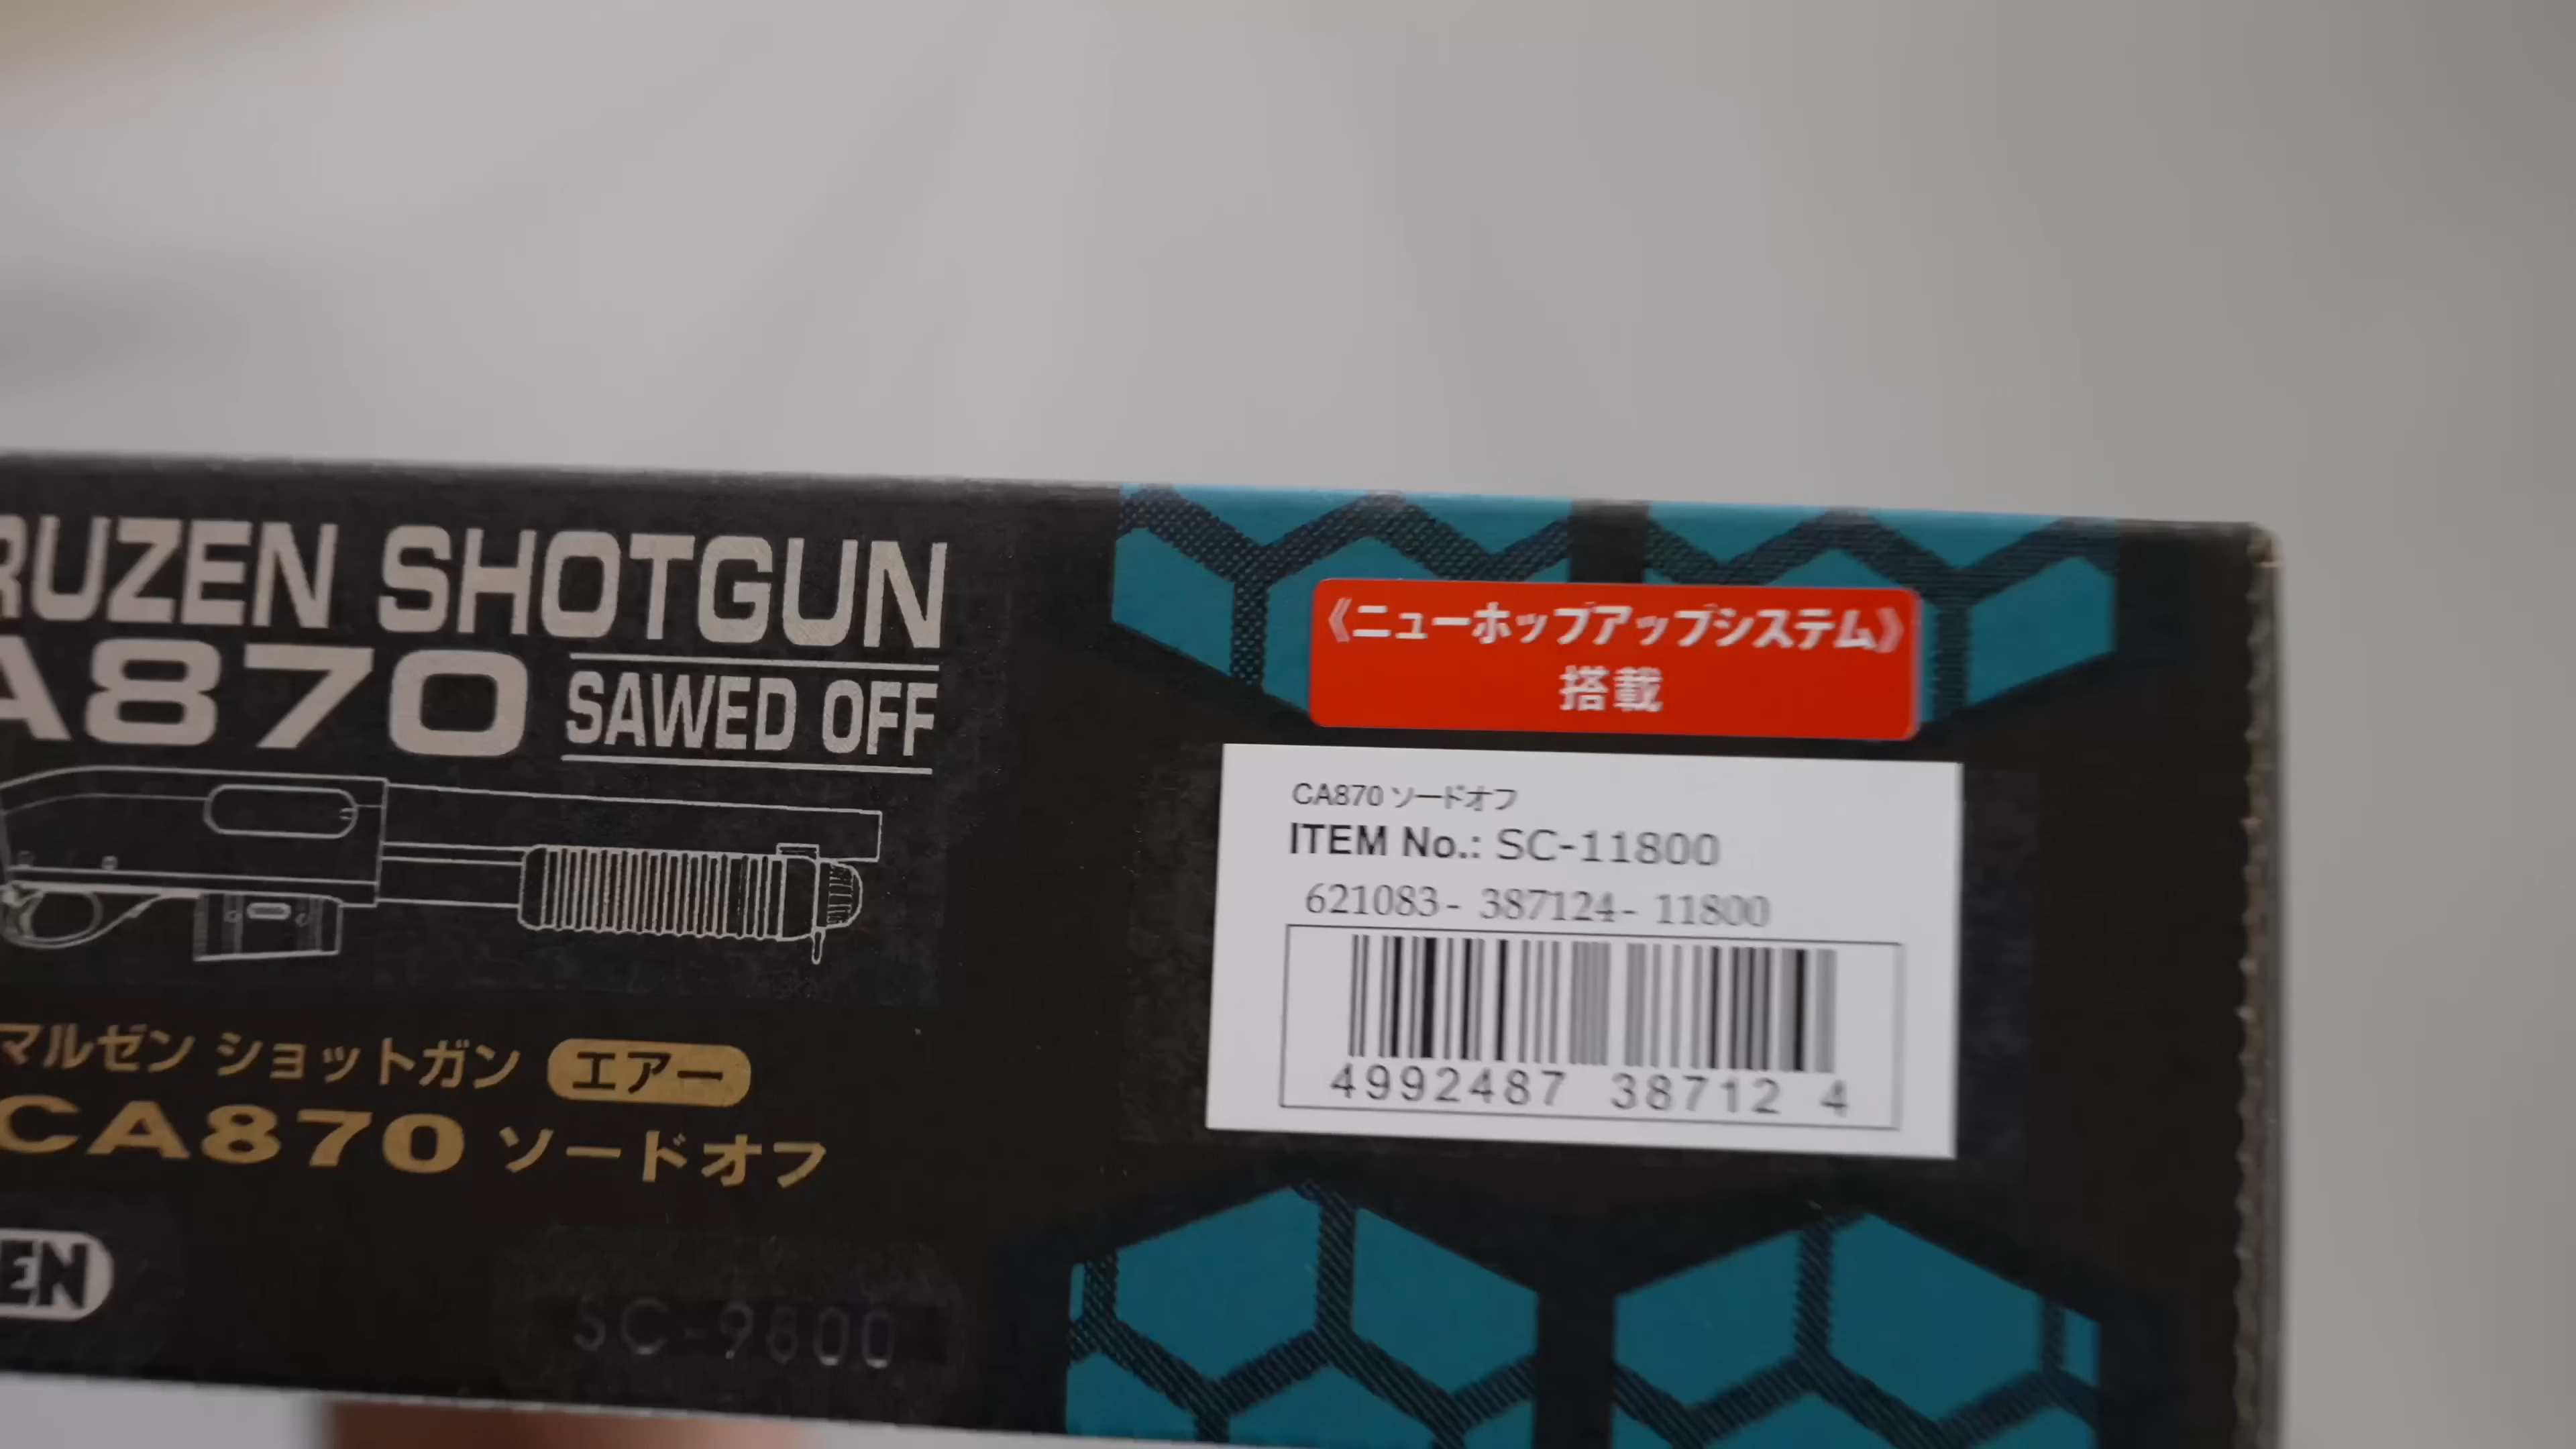 RUZEN SHOTGUN
A870 SAWED OFF
マルゼン ショットガン エアー
CA870 ソードオフ
EN
SC-9800
《ニューホップアップシステム》
搭載
CA870 ソードオフ
ITEM No.: SC-11800
621083- 387124- 11800
4992487 38712 4